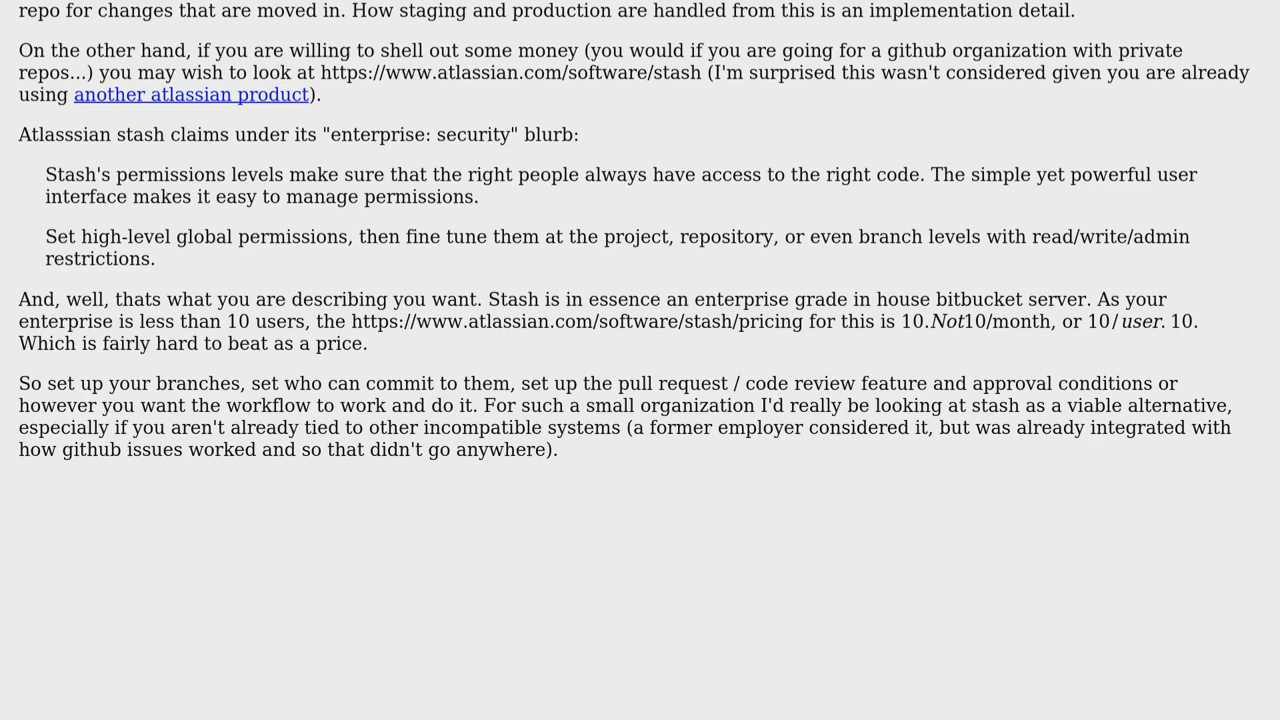 repo for changes that are moved in. How staging and production are handled from this is an implementation detail.
On the other hand, if you are willing to shell out some money (you would if you are going for a github organization with private
repos...) you may wish to look at https://www.atlassian.com/software/stash (I'm surprised this wasn't considered given you are already
using another atlassian product).
Atlasssian stash claims under its "enterprise: security" blurb:
Stash's permissions levels make sure that the right people always have access to the right code. The simple yet powerful user
interface makes it easy to manage permissions.
Set high-level global permissions, then fine tune them at the project, repository, or even branch levels with read/write/admin
restrictions.
And, well, thats what you are describing you want. Stash is in essence an enterprise grade in house bitbucket server. As your
enterprise is less than 10 users, the https://www.atlassian.com/software/stash/pricing for this is 10.Not10/month, or 10/user. 10.
Which is fairly hard to beat as a price.
So set up your branches, set who can commit to them, set up the pull request / code review feature and approval conditions or
however you want the workflow to work and do it. For such a small organization I'd really be looking at stash as a viable alternative,
especially if you aren't already tied to other incompatible systems (a former employer considered it, but was already integrated with
how github issues worked and so that didn't go anywhere).